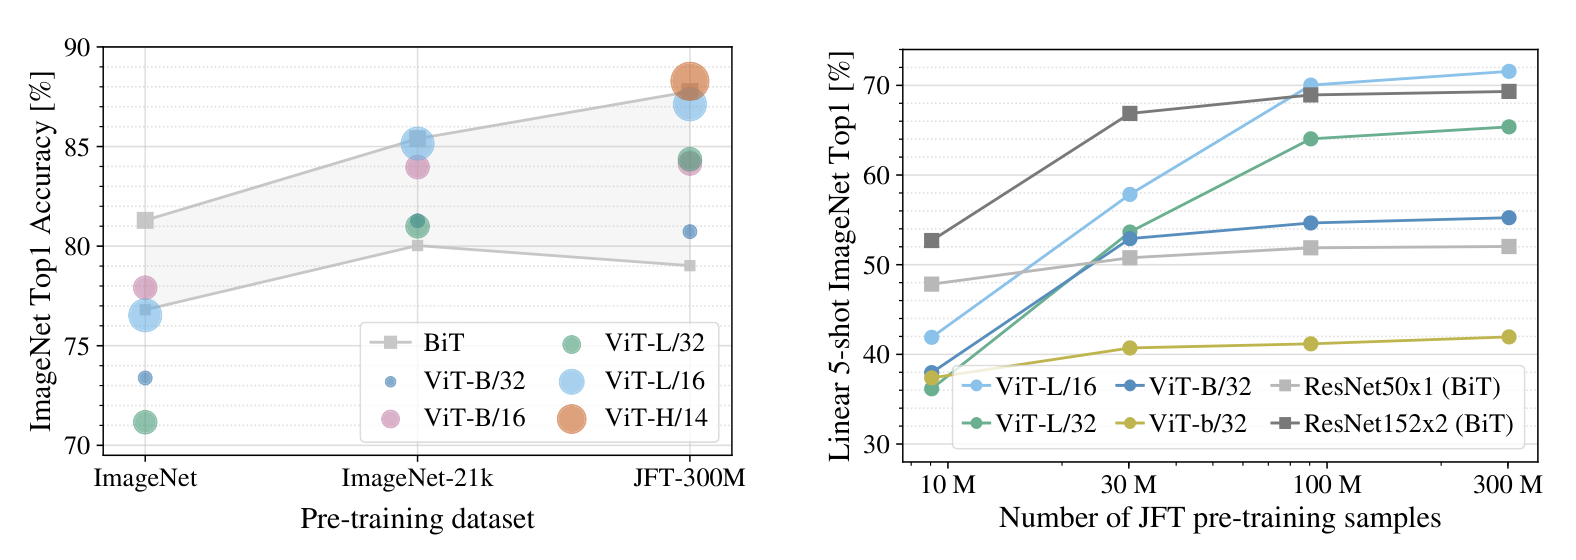 ImageNet Top1 Accuracy [%]
90
85
80
75
70
BiT
ViT-B/32
ViT-B/16
ViT-L/32
ViT-L/16
ViT-H/14
ImageNet
ImageNet-21k
JFT-300M
Pre-training dataset
Linear 5-shot ImageNet Top1 [%]
70
60
50
40
30
ViT-L/16
ViT-B/32
ResNet50x1 (BiT)
ViT-L/32
ViT-b/32
ResNet152x2 (BiT)
10 M
30 M
100 M
300 M
Number of JFT pre-training samples